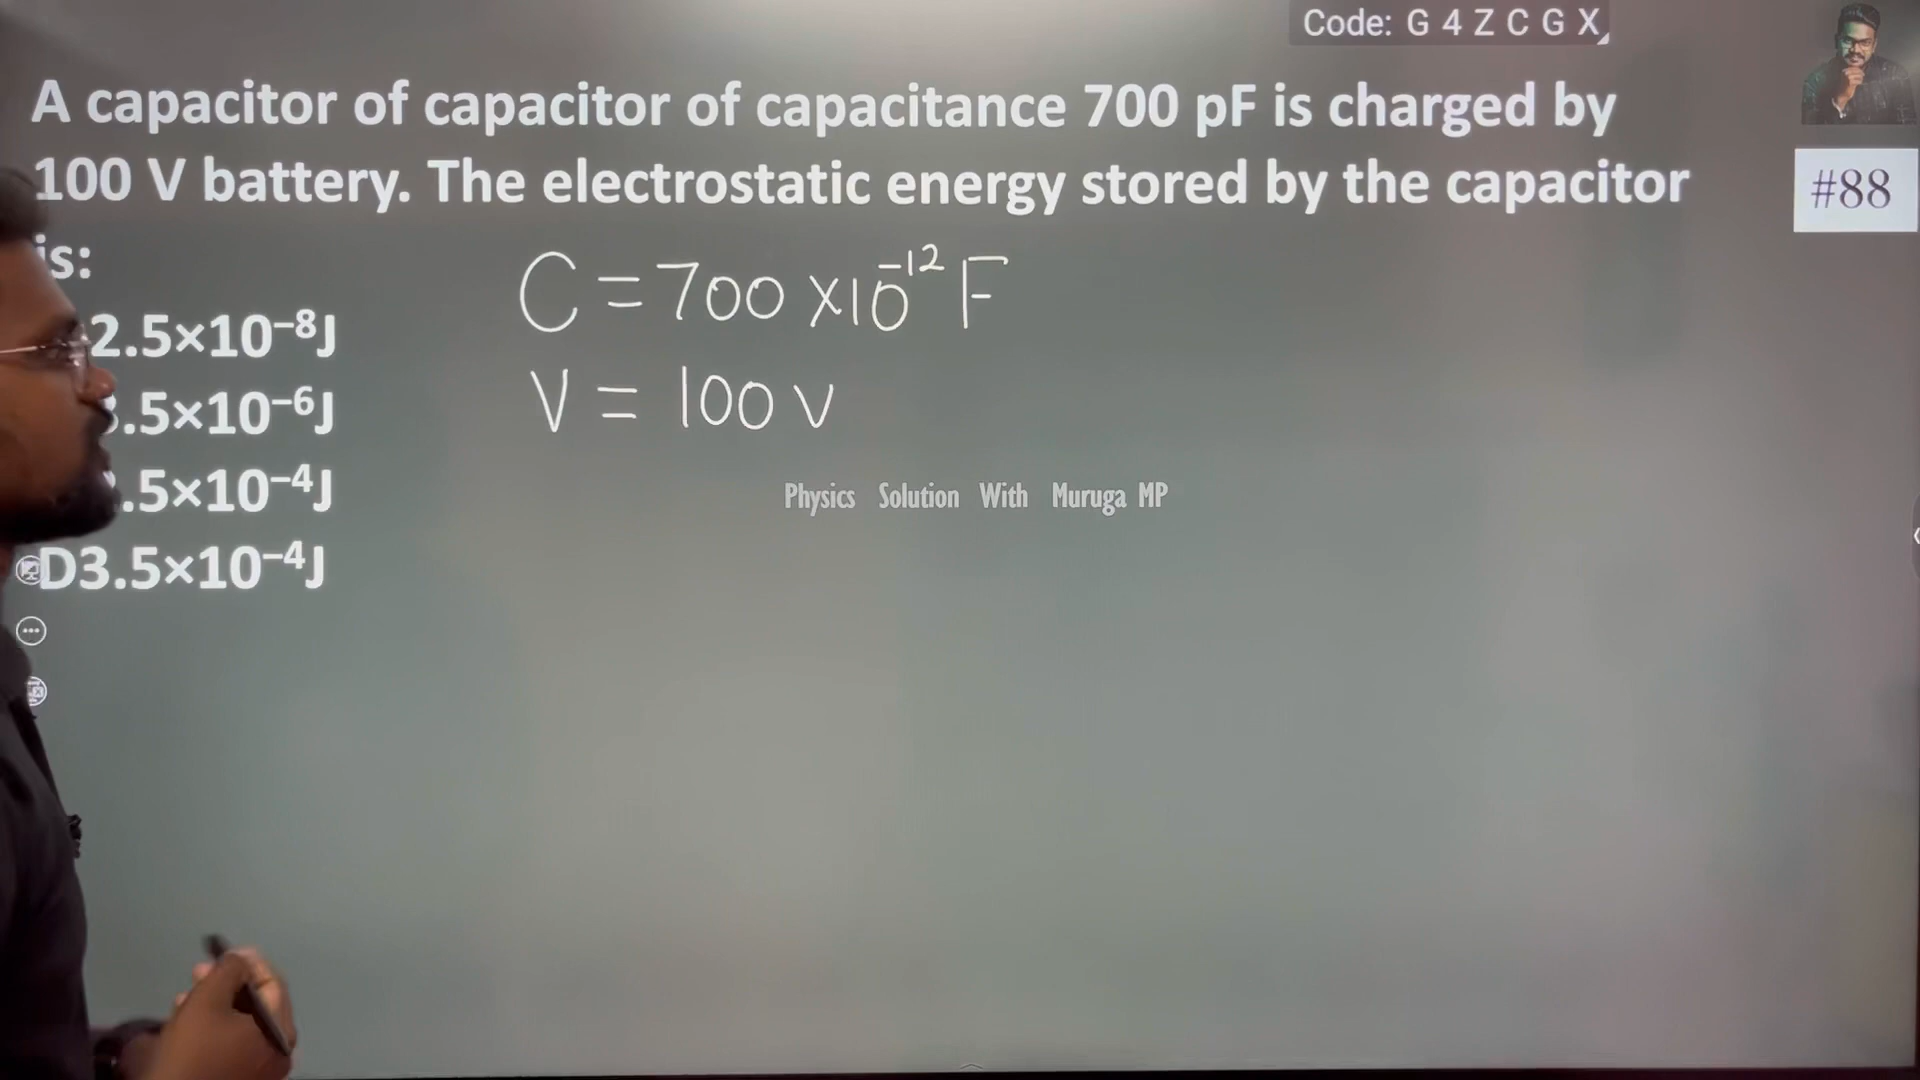 Code: G 4 Z C G X
A capacitor of capacitor of capacitance 700 pF is charged by
100 V battery. The electrostatic energy stored by the capacitor
#88
is:
C = 700 ×10⁻¹² F
2.5×10⁻⁸J
V = 100 V
.5×10⁻⁶J
.5×10⁻⁴J
Physics Solution With Muruga MP
D3.5×10⁻⁴J